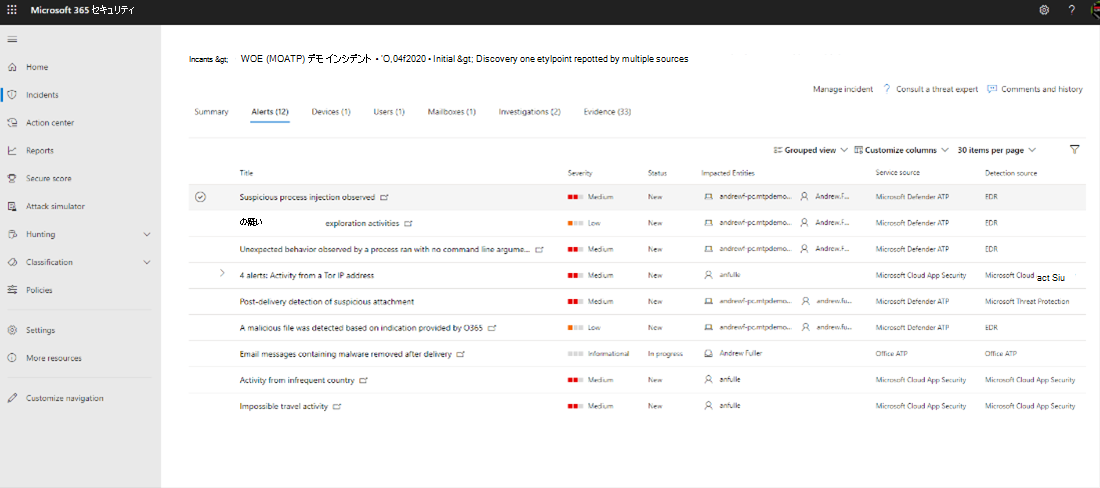 Microsoft 365 セキュリティ
?
Incants &gt; WOE (MOATP) デモ インシデント • 'O,04f2020 • Initial &gt; Discovery one etylpoint repotted by multiple sources
Manage incident ? Consult a threat expert Comments and history
Summary Alerts (12) Devices (1) Users (1) Mailboxes (1) Investigations (2) Evidence (33)
Grouped view Customize columns 30 items per page
Title Severity Status Impacted Entities Service source Detection source
Suspicious process injection observed Medium New andrewf-pc.mtpdemo... Andrew.F... Microsoft Defender ATP EDR
の疑い exploration activities Low New andrewf-pc.mtpdemo... Andrew.F... Microsoft Defender ATP EDR
Unexpected behavior observed by a process ran with no command line argume... Medium New andrewf-pc.mtpdemo... Andrew.F... Microsoft Defender ATP EDR
4 alerts: Activity from a Tor IP address Medium New anfulle Microsoft Cloud App Security Microsoft Cloud act Siu
Post-delivery detection of suspicious attachment Medium New andrewf-pc.mtpdemo... andrew.fu... Microsoft Defender ATP Microsoft Threat Protection
A malicious file was detected based on indication provided by O365 Low New andrewf-pc.mtpdemo... andrew.fu... Microsoft Defender ATP EDR
Email messages containing malware removed after delivery Informational In progress Andrew Fuller Office ATP Office ATP
Activity from infrequent country Medium New anfulle Microsoft Cloud App Security Microsoft Cloud App Security
Impossible travel activity Medium New anfulle Microsoft Cloud App Security Microsoft Cloud App Security
Home
Incidents
Action center
Reports
Secure score
Attack simulator
Hunting
Classification
Policies
Settings
More resources
Customize navigation